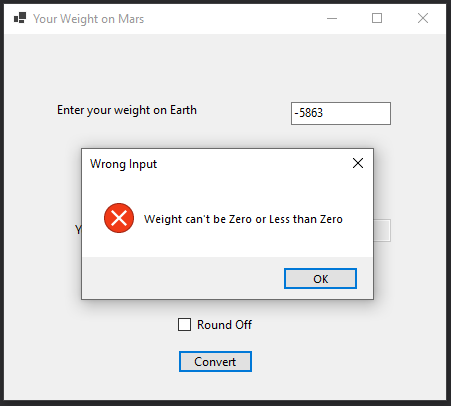 Your Weight on Mars
Enter your weight on Earth
-5863
Wrong Input
Weight can't be Zero or Less than Zero
OK
Round Off
Convert